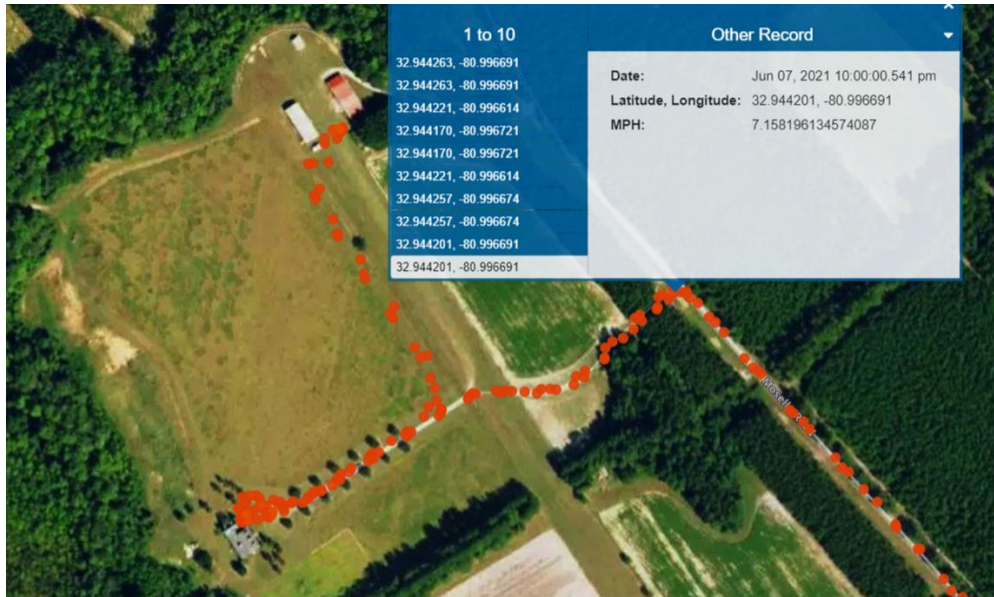 1 to 10
32.944263, -80.996691
32.944263, -80.996691
32.944221, -80.996614
32.944170, -80.996721
32.944170, -80.996721
32.944221, -80.996614
32.944257, -80.996674
32.944257, -80.996674
32.944201, -80.996691
32.944201, -80.996691
Other Record
Date: Jun 07, 2021 10:00:00.541 pm
Latitude, Longitude: 32.944201, -80.996691
MPH: 7.158196134574087